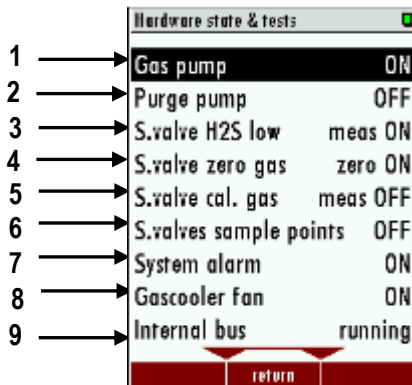 Hardware state & tests
1 Gas pump ON
2 Purge pump OFF
3 S.valve H2S low meas ON
4 S.valve zero gas zero ON
5 S.valve cal. gas meas OFF
6 S.valves sample points OFF
7 System alarm ON
8 Gascooler fan ON
9 Internal bus running
return